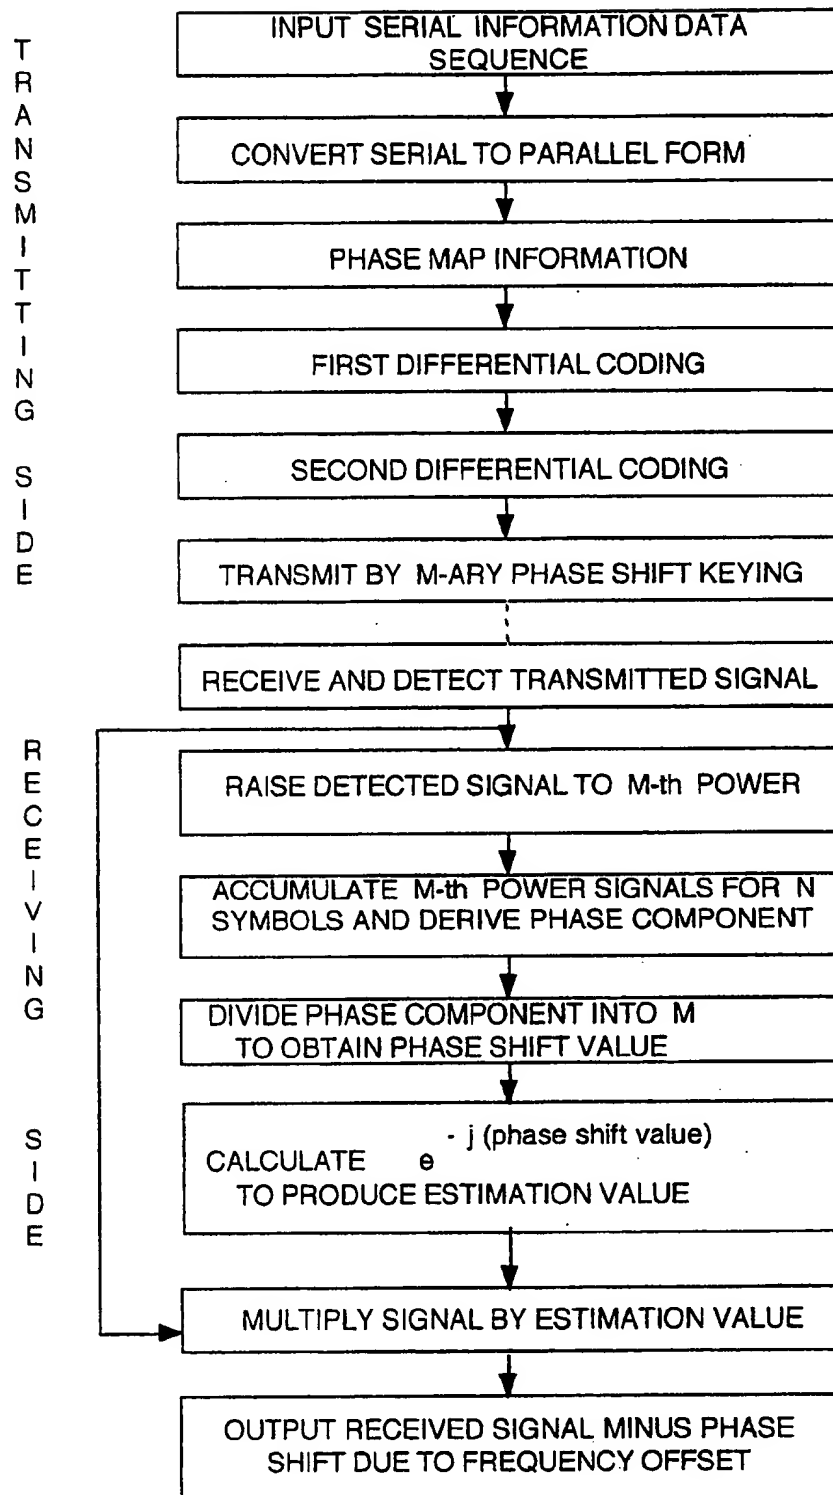 TRANSMITTING SIDE
INPUT SERIAL INFORMATION DATA
SEQUENCE
CONVERT SERIAL TO PARALLEL FORM
PHASE MAP INFORMATION
FIRST DIFFERENTIAL CODING
SECOND DIFFERENTIAL CODING
TRANSMIT BY M-ARY PHASE SHIFT KEYING
RECEIVING SIDE
RECEIVE AND DETECT TRANSMITTED SIGNAL
RAISE DETECTED SIGNAL TO M-th POWER
ACCUMULATE M-th POWER SIGNALS FOR N
SYMBOLS AND DERIVE PHASE COMPONENT
DIVIDE PHASE COMPONENT INTO M
TO OBTAIN PHASE SHIFT VALUE
- j (phase shift value)
CALCULATE e
TO PRODUCE ESTIMATION VALUE
MULTIPLY SIGNAL BY ESTIMATION VALUE
OUTPUT RECEIVED SIGNAL MINUS PHASE
SHIFT DUE TO FREQUENCY OFFSET